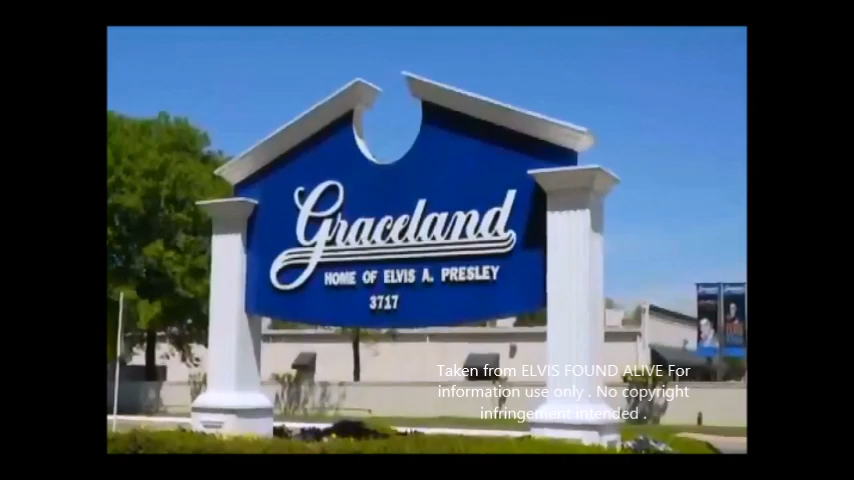 Graceland
HOME OF ELVIS A. PRESLEY
3717
Taken from ELVIS FOUND ALIVE For
information use only . No copyright
infringement intended .